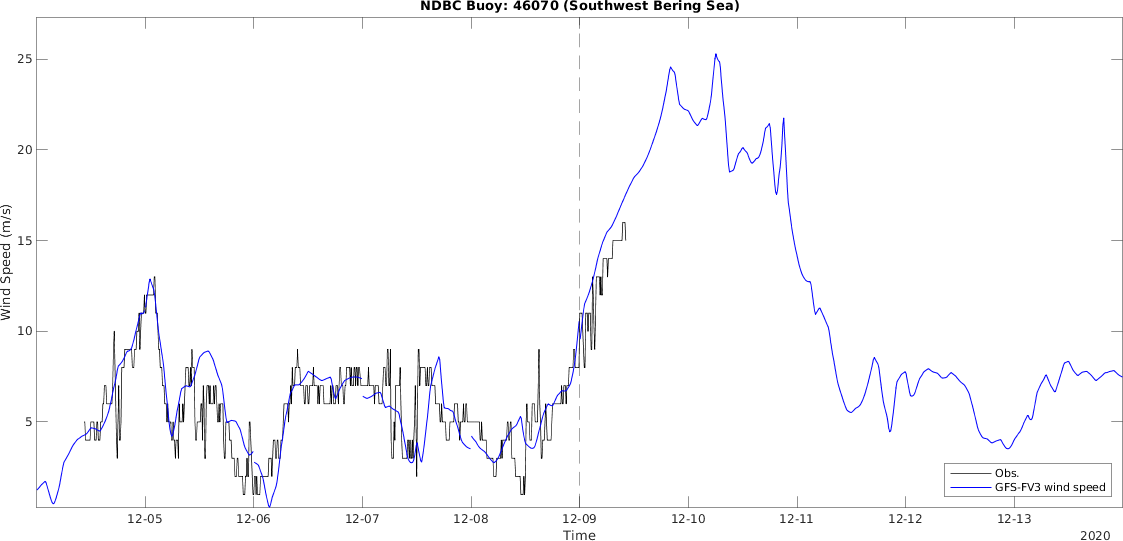 NDBC Buoy: 46070 (Southwest Bering Sea)
25
20
15
10
5
Wind Speed (m/s)
12-05 12-06 12-07 12-08 12-09 12-10 12-11 12-12 12-13
Time
2020
Obs.
GFS-FV3 wind speed